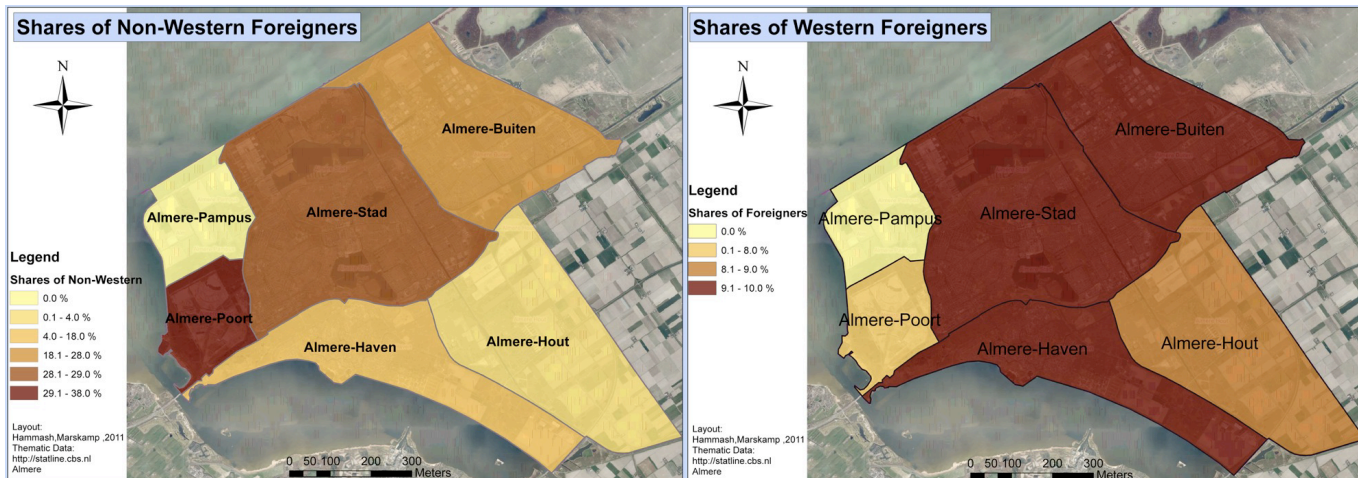 Shares of Non-Western Foreigners
N
Almere-Buiten
Almere-Stad
Almere-Pampus
Almere-Poort
Almere-Haven
Almere-Hout
Legend
Shares of Non-Western
0.0 %
0.1 - 4.0 %
4.0 - 18.0 %
18.1 - 28.0 %
28.1 - 29.0 %
29.1 - 38.0 %
Layout:
Hammash,Marskamp ,2011
Thematic Data:
http://statline.cbs.nl
Almere
0 50 100 200 300
Meters
Shares of Western Foreigners
N
Almere-Buiten
Almere-Stad
Almere-Pampus
Almere-Poort
Almere-Haven
Almere-Hout
Legend
Shares of Foreigners
0.0 %
0.1 - 8.0 %
8.1 - 9.0 %
9.1 - 10.0 %
Layout:
Hammash,Marskamp ,2011
Thematic Data:
http://statline.cbs.nl
Almere
0 50 100 200 300
Meters